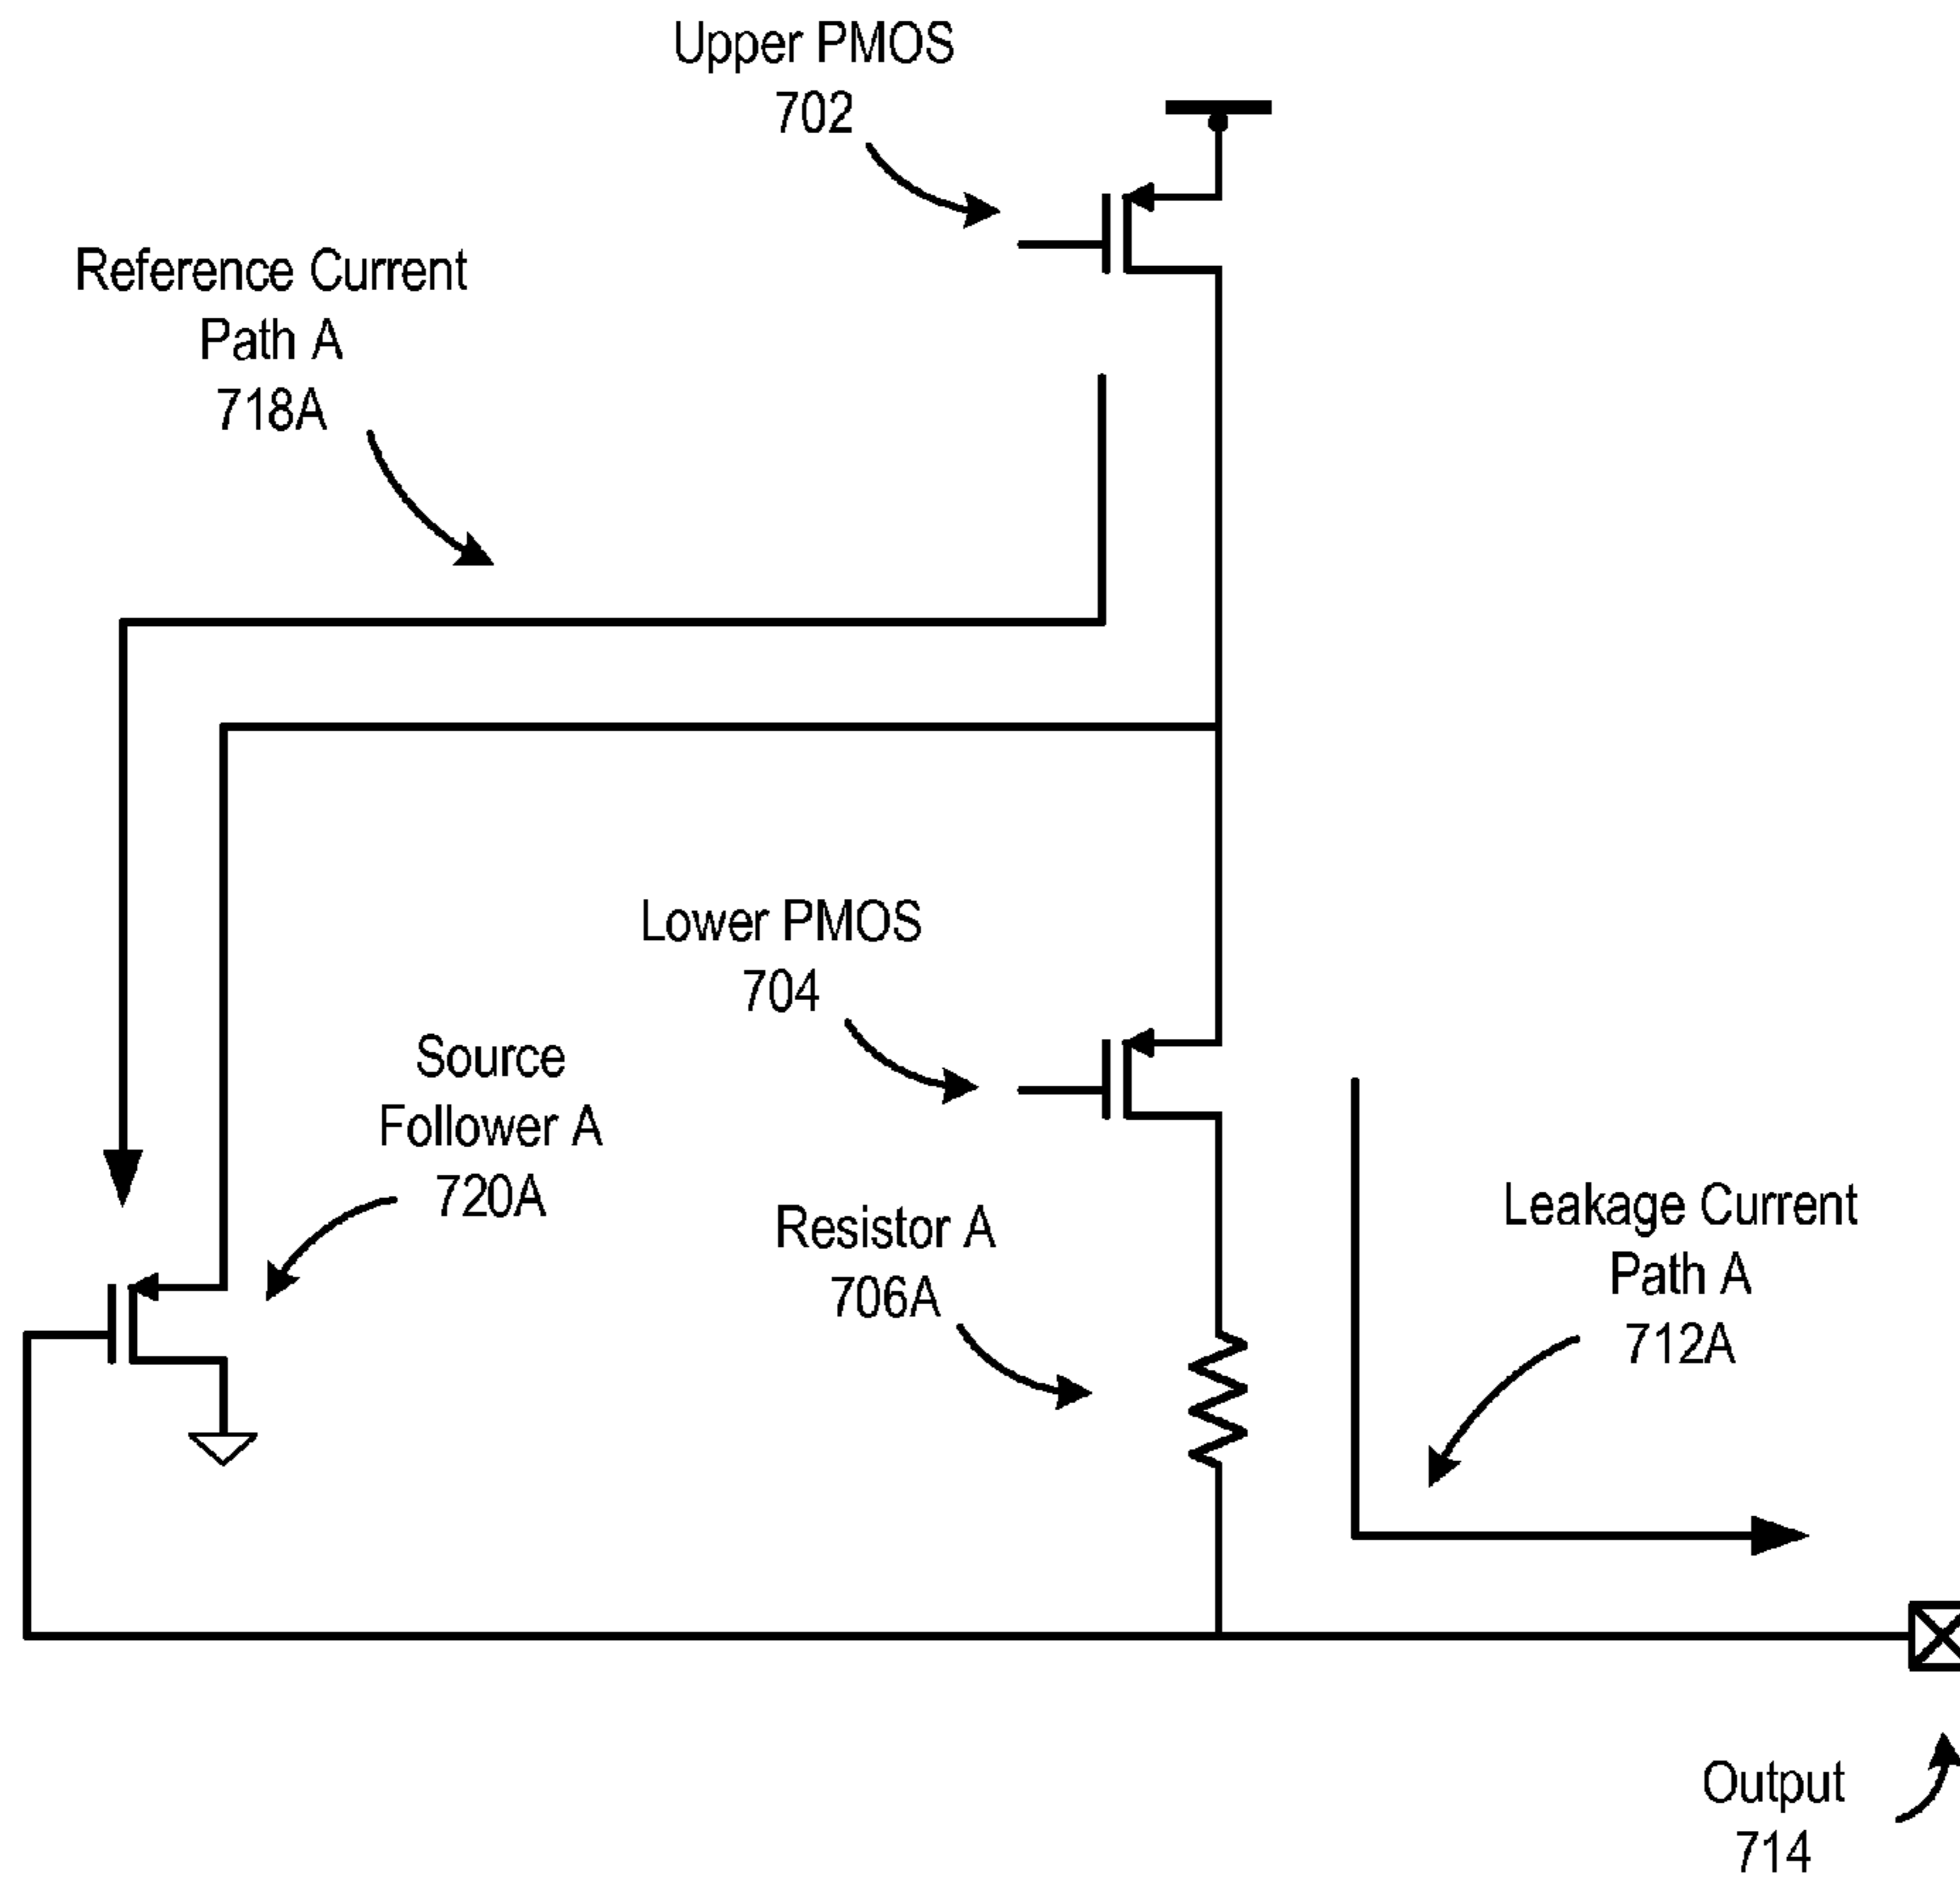 Upper PMOS
702
Reference Current
Path A
718A
Lower PMOS
704
Source
Follower A
720A
Resistor A
706A
Leakage Current
Path A
712A
Output
714